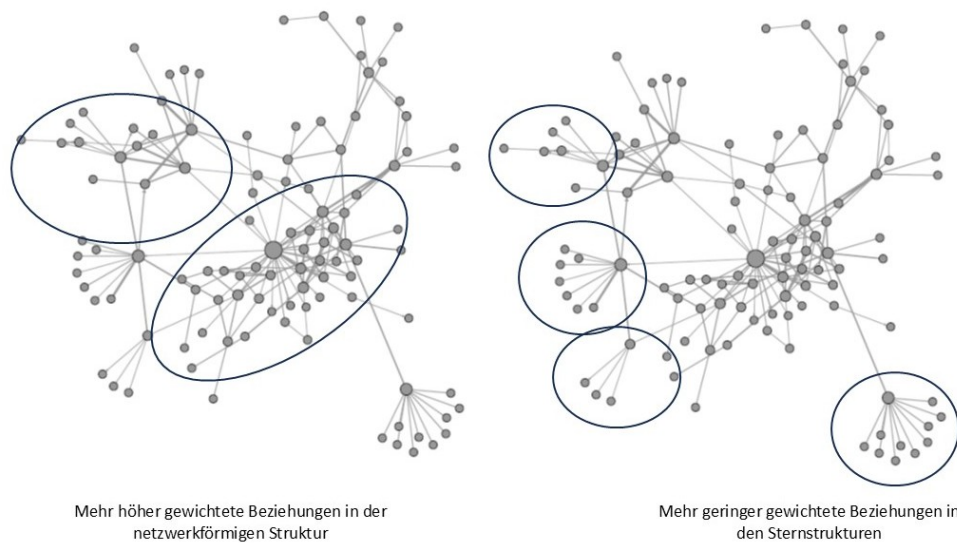 Mehr höher gewichtete Beziehungen in der
netzwerkförmigen Struktur
Mehr geringer gewichtete Beziehungen in
den Sternstrukturen